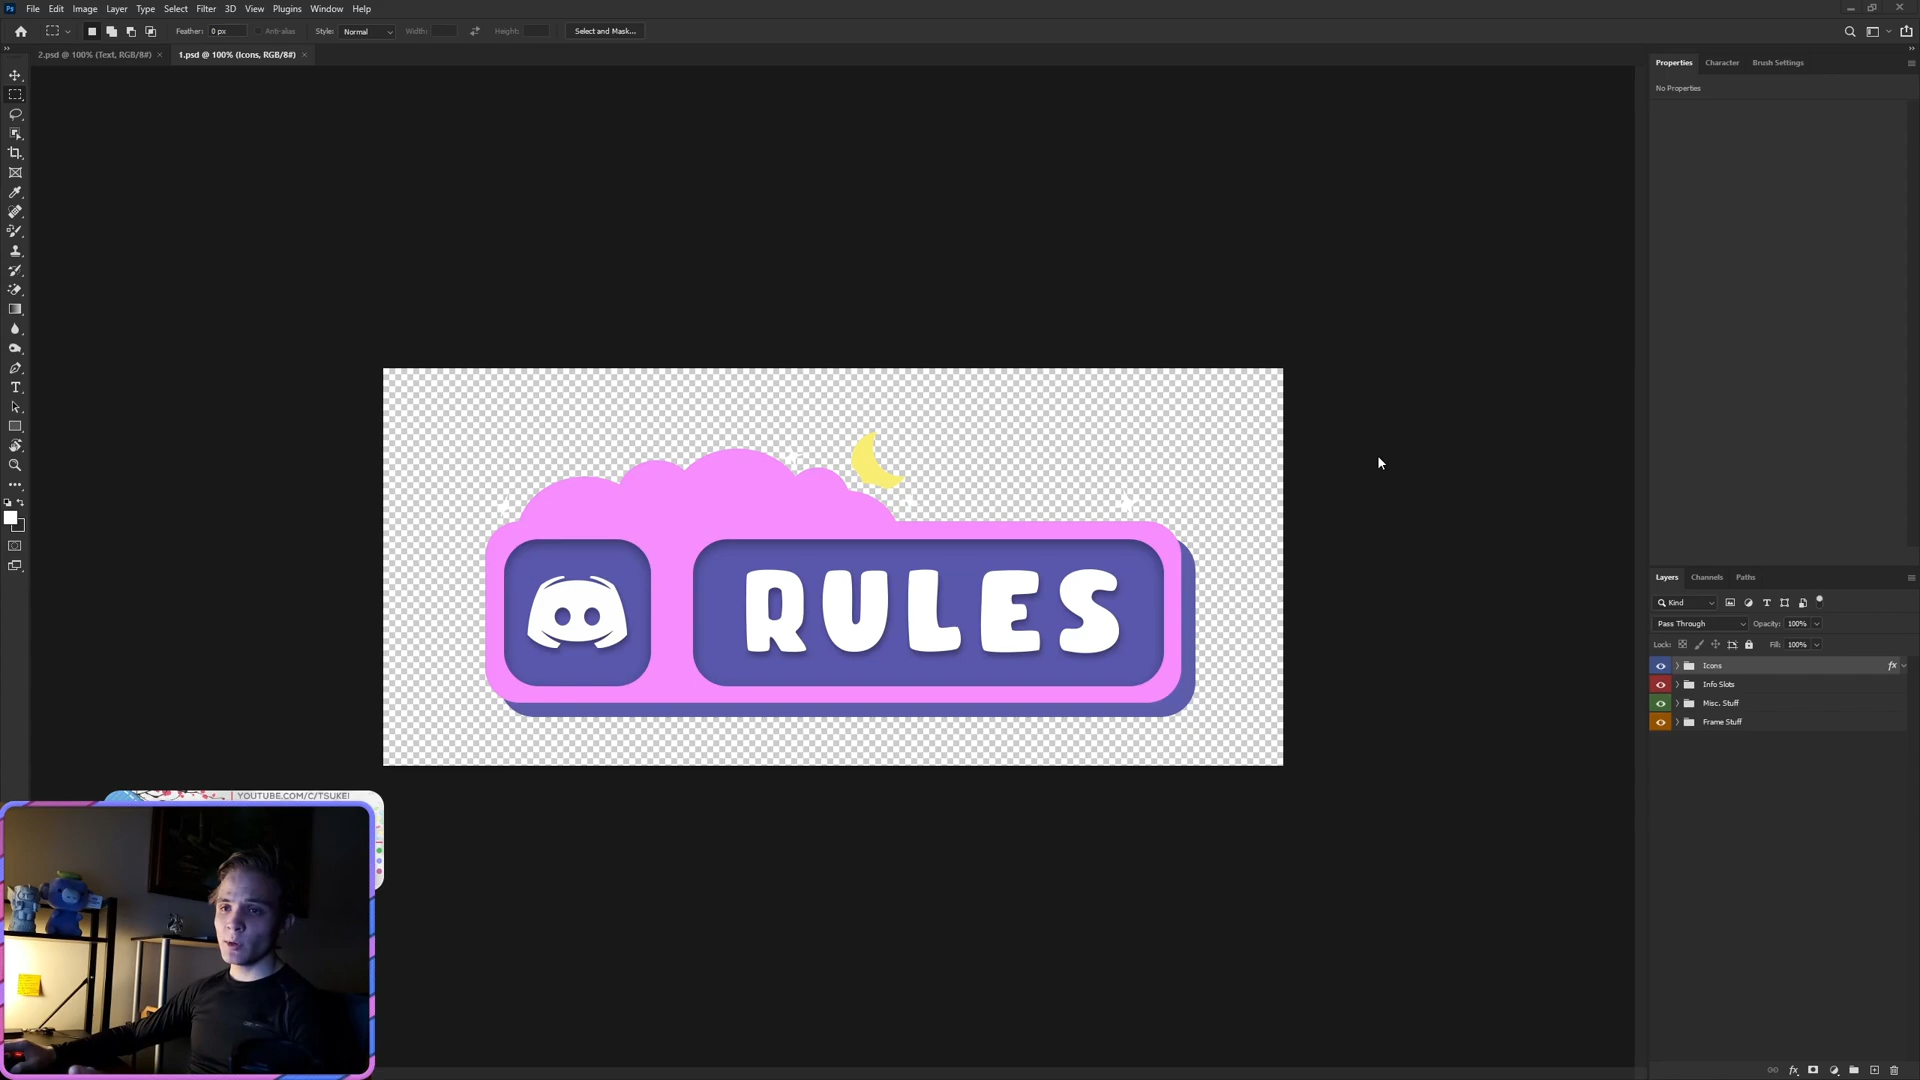 Ps File Edit Image Layer Type Select Filter 3D View Plugins Window Help
Feather: 0 px Anti-alias Style: Normal Width: Height: Select and Mask...
2.psd @ 100% (Text, RGB/8#) × 1.psd @ 100% (Icons, RGB/8#) ×
Properties Character Brush Settings
No Properties
RULES
Layers Channels Paths
Kind
Pass Through Opacity: 100%
Lock: Fill: 100%
Icons fx
Info Slots
Misc. Stuff
Frame Stuff
YOUTUBE.COM/C/TSUKEI
fx